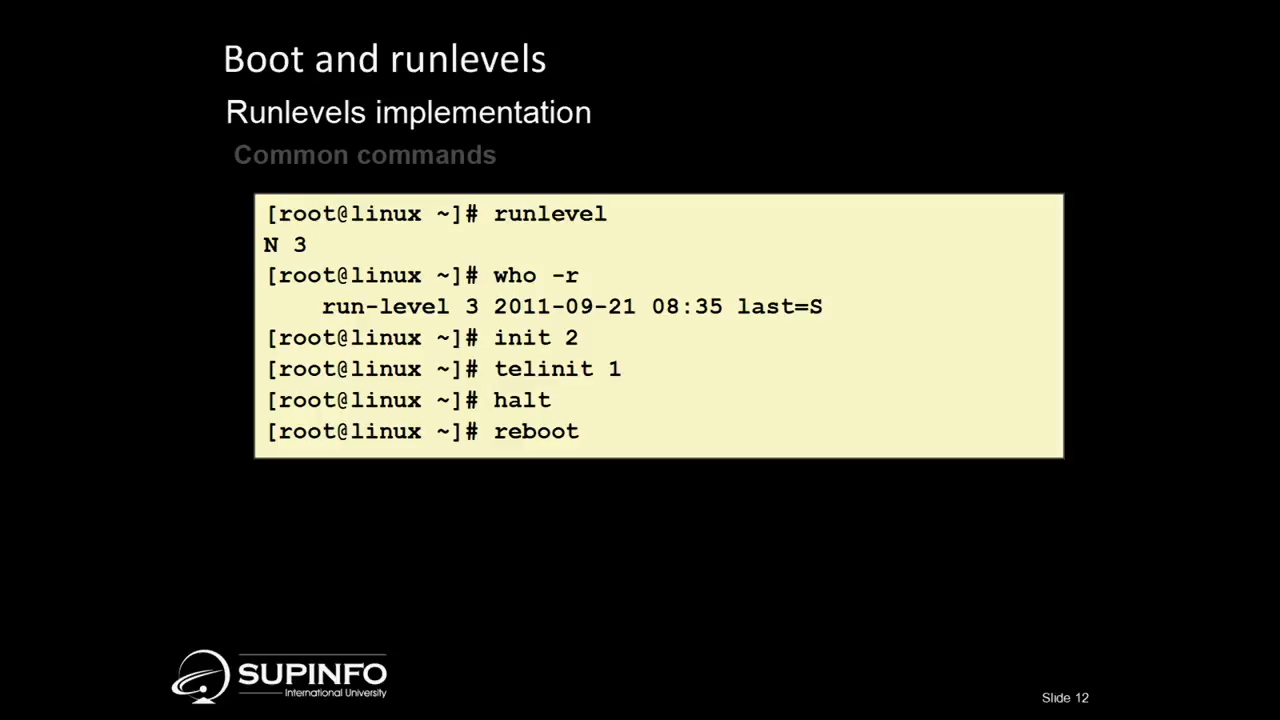 Boot and runlevels
Runlevels implementation
Common commands
[root@linux ~]# runlevel
N 3
[root@linux ~]# who -r
run-level 3 2011-09-21 08:35 last=S
[root@linux ~]# init 2
[root@linux ~]# telinit 1
[root@linux ~]# halt
[root@linux ~]# reboot
SUPINFO
International University
Slide 12